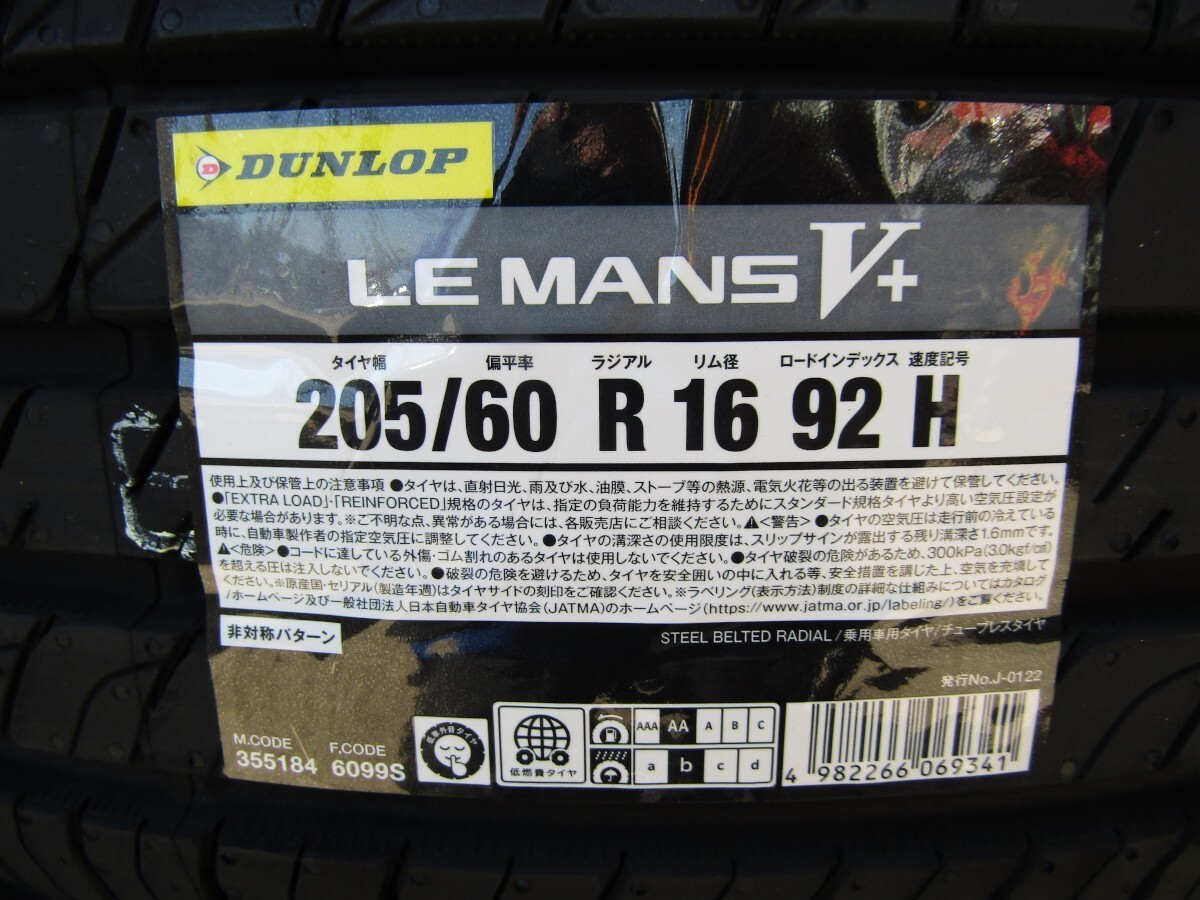 DUNLOP
LE MANS V+
タイヤ幅 偏平率 ラジアル リム径 ロードインデックス 速度記号
205/60 R 16 92 H
使用上及び保管上の注意事項 ●タイヤは、直射日光、雨及び水、油膜、ストーブ等の熱源、電気火花等の出る装置を避けて保管してください。
●「EXTRA LOAD」・「REINFORCED」規格のタイヤは、指定の負荷能力を維持するためにスタンダード規格タイヤより高い空気圧設定が
必要な場合があります。※ご不明な点、異常がある場合には、各販売店にご相談ください。⚠<警告> ●タイヤの空気圧は走行前の冷えている
時に、自動車製作者の指定空気圧に調整してください。●タイヤの溝深さの使用限度は、スリップサインが露出する残り溝深さ1.6mmです。
⚠<危険> ●コードに達している外傷・ゴム割れのあるタイヤは使用しないでください。●タイヤ破裂の危険があるため、300kPa(3.0kgf/c㎡)
を超える圧は注入しないでください。●破裂の危険を避けるため、タイヤを安全囲いの中に入れる等、安全措置を講じた上、空気を充填して
ください。※原産国・セリアル(製造年週)はタイヤサイドの刻印をご確認ください。※ラベリング(表示方法)制度の詳細な仕組みについてはカタログ
/ホームページ及び一般社団法人日本自動車タイヤ協会(JATMA)のホームページ(https://www.jatma.or.jp/labeling/)をご覧ください。
非対称パターン
STEEL BELTED RADIAL/乗用車用タイヤ/チューブレスタイヤ
発行No.J-0122
M.CODE F.CODE
355184 6099S
低車外音タイヤ
低燃費タイヤ
AAA AA A B C
a b c d
4 982266 069341